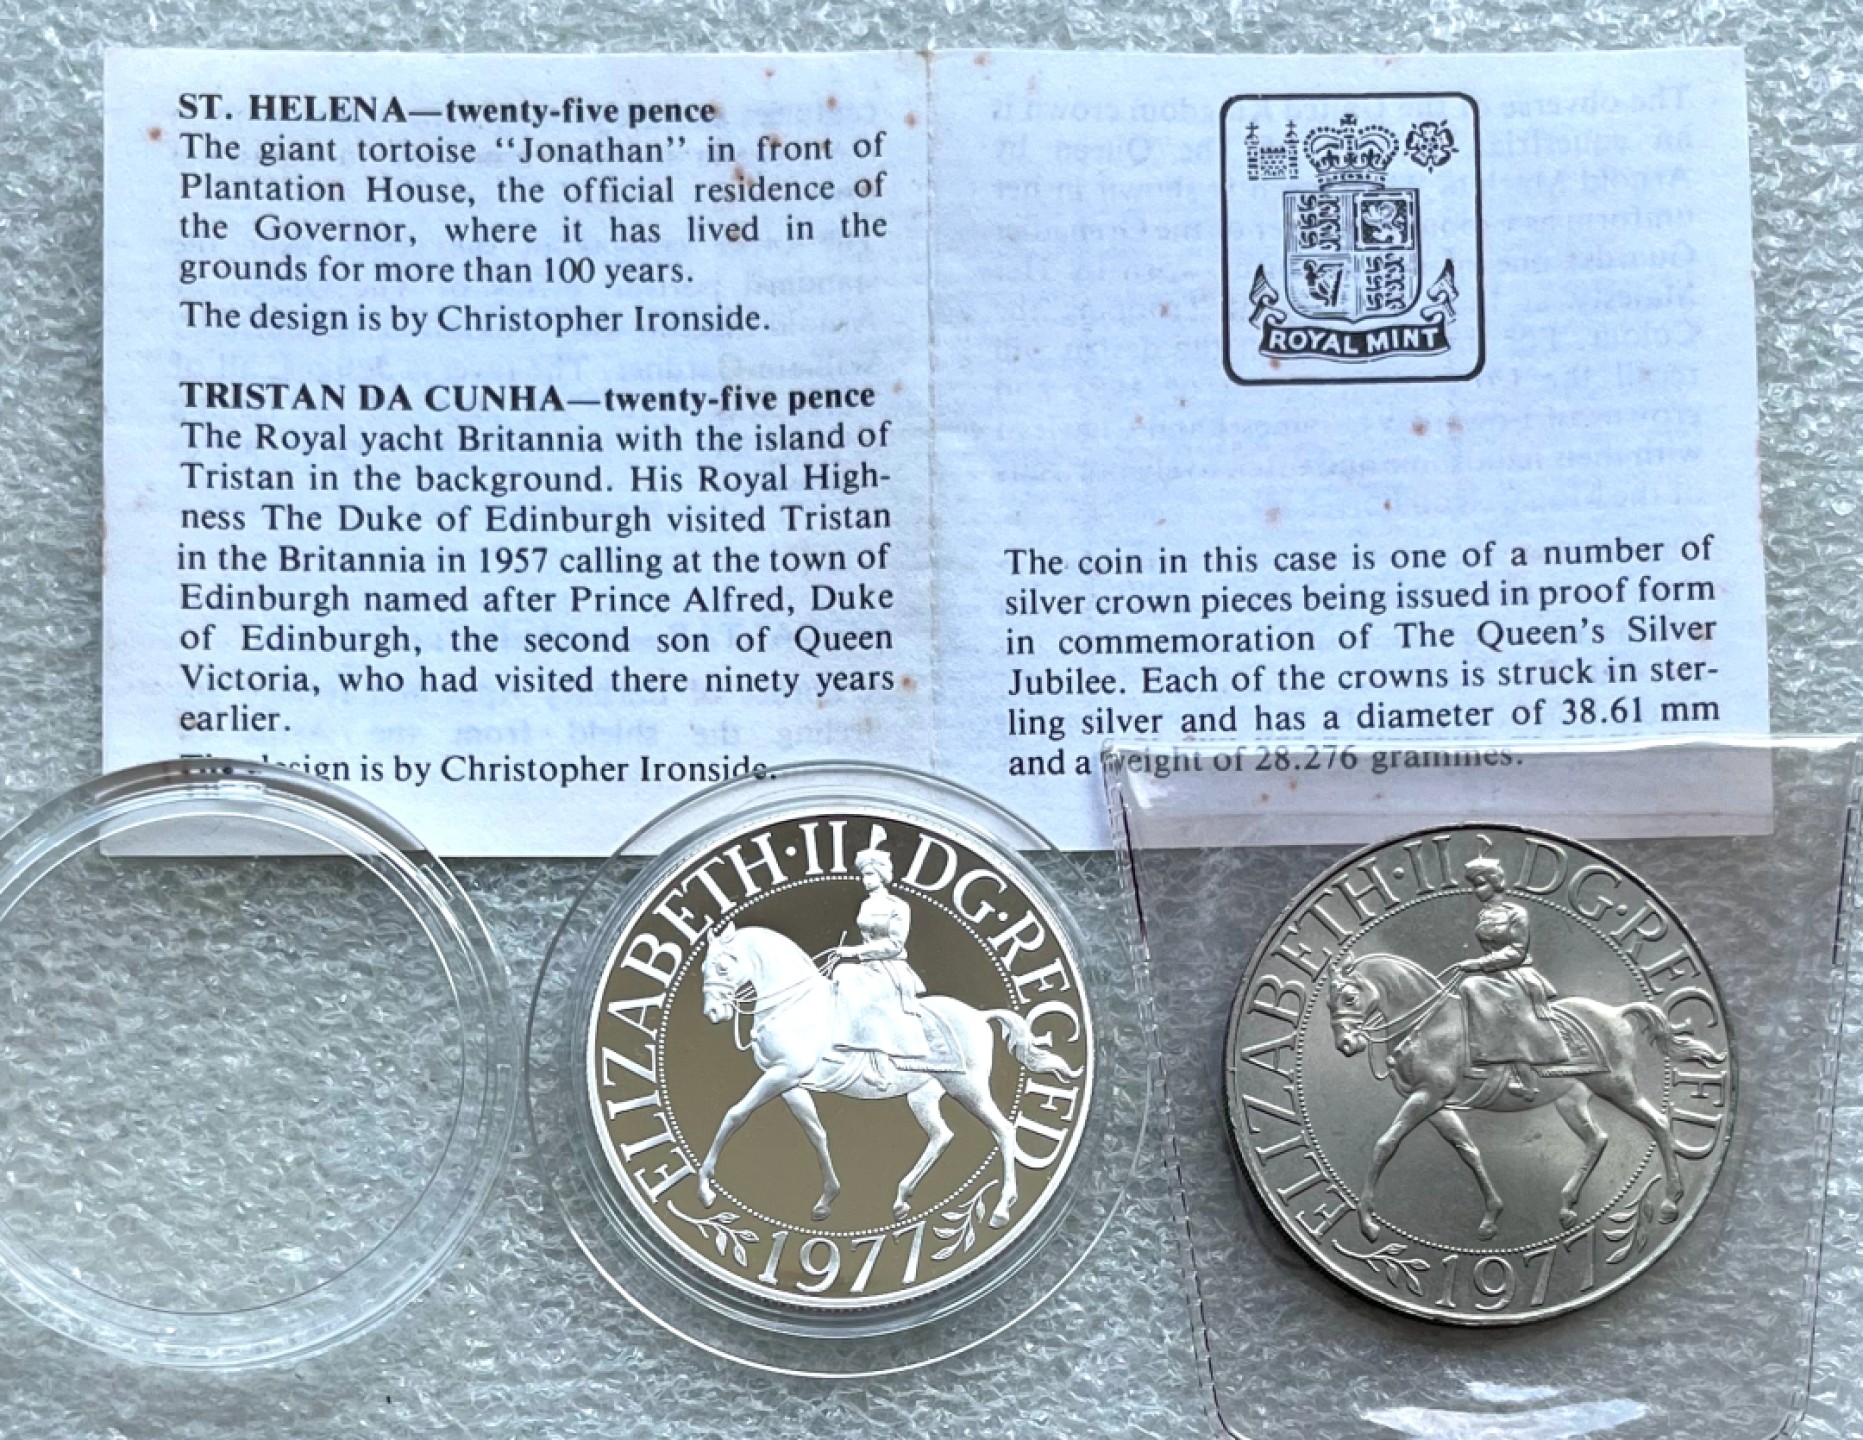 ST. HELENA—twenty-five pence
The giant tortoise “Jonathan” in front of
Plantation House, the official residence of
the Governor, where it has lived in the
grounds for more than 100 years.
The design is by Christopher Ironside.
TRISTAN DA CUNHA—twenty-five pence
The Royal yacht Britannia with the island of
Tristan in the background. His Royal High-
ness The Duke of Edinburgh visited Tristan
in the Britannia in 1957 calling at the town of
Edinburgh named after Prince Alfred, Duke
of Edinburgh, the second son of Queen
Victoria, who had visited there ninety years
earlier.
The design is by Christopher Ironside.
ROYAL MINT
The coin in this case is one of a number of
silver crown pieces being issued in proof form
in commemoration of The Queen’s Silver
Jubilee. Each of the crowns is struck in ster-
ling silver and has a diameter of 38.61 mm
and a weight of 28.276 grammes.
ELIZABETH·II DG·REG FD
1977
ELIZABETH·II DG·REG FD
1977